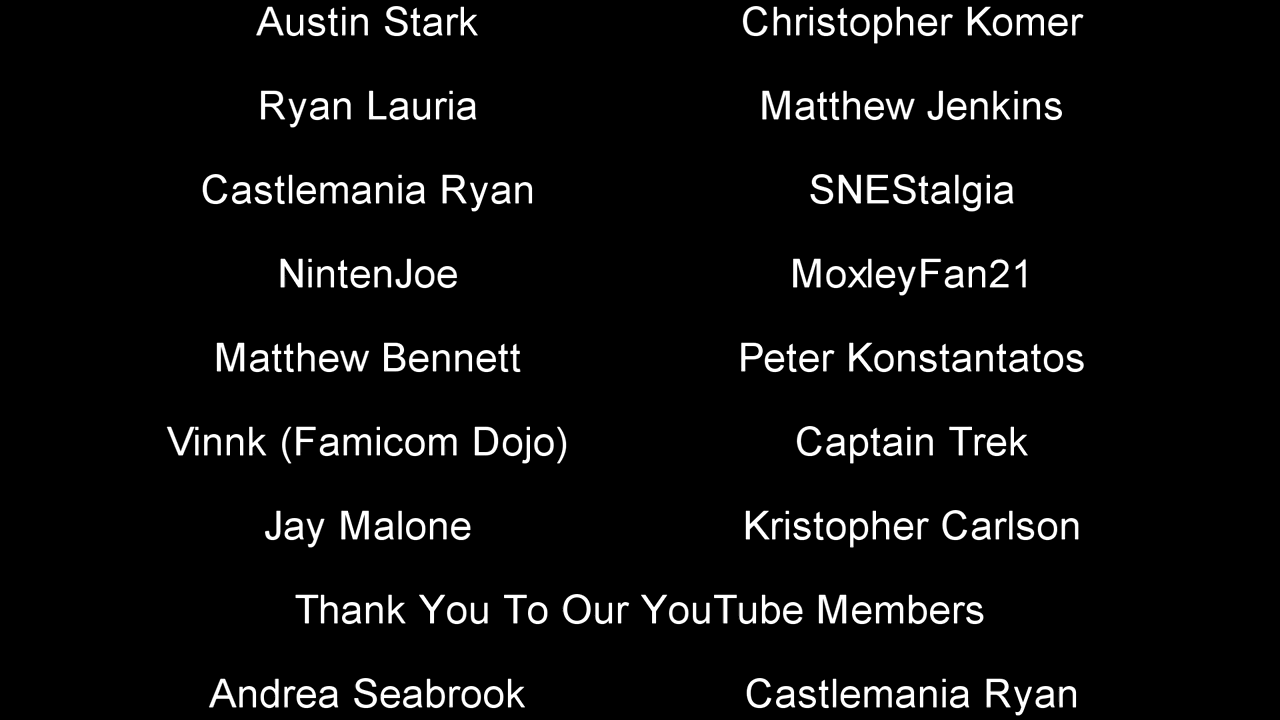 Austin Stark Christopher Komer
Ryan Lauria Matthew Jenkins
Castlemania Ryan SNEStalgia
NintenJoe MoxleyFan21
Matthew Bennett Peter Konstantatos
Vinnk (Famicom Dojo) Captain Trek
Jay Malone Kristopher Carlson
Thank You To Our YouTube Members
Andrea Seabrook Castlemania Ryan